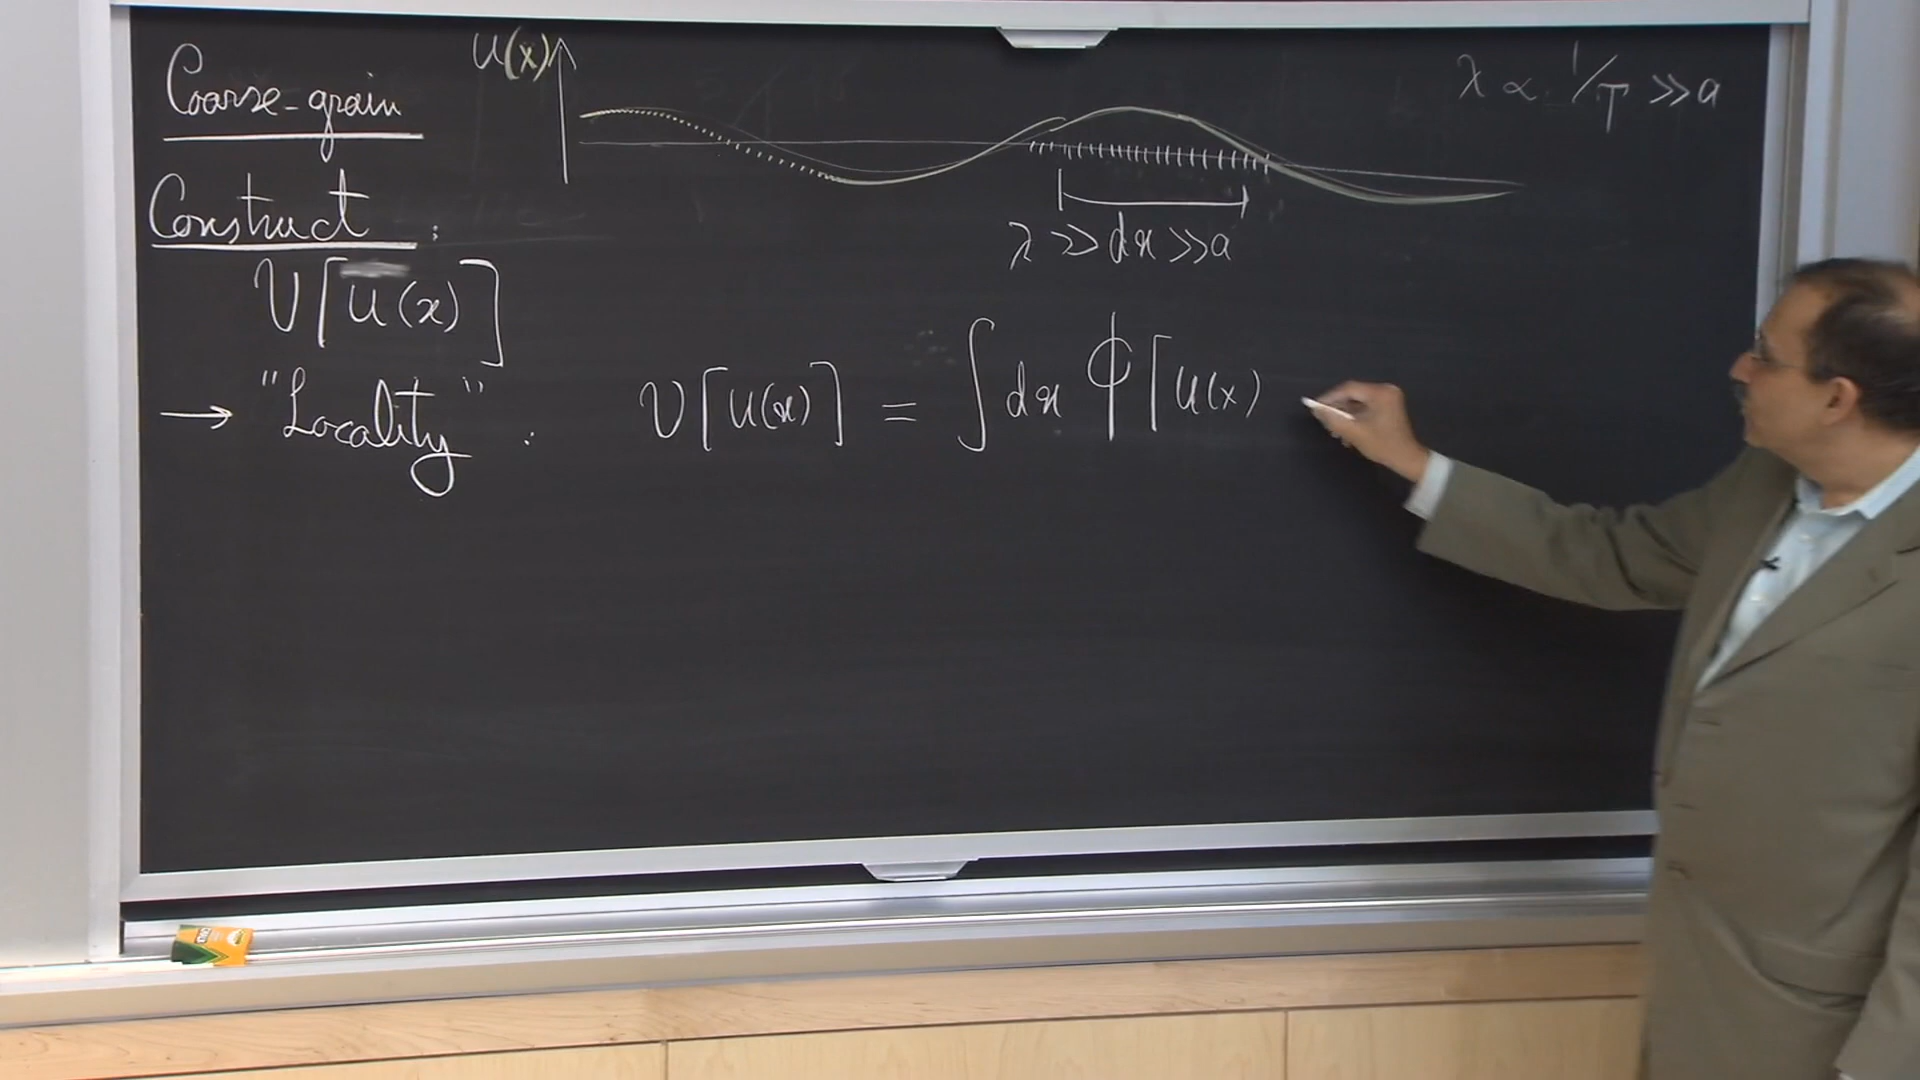 Coarse-grain
u(x)
λ ∝ 1/T >> a
Construct :
λ >> dx >> a
V[u(x)]
→ "Locality" : V[u(x)] = ∫dx ϕ[u(x)